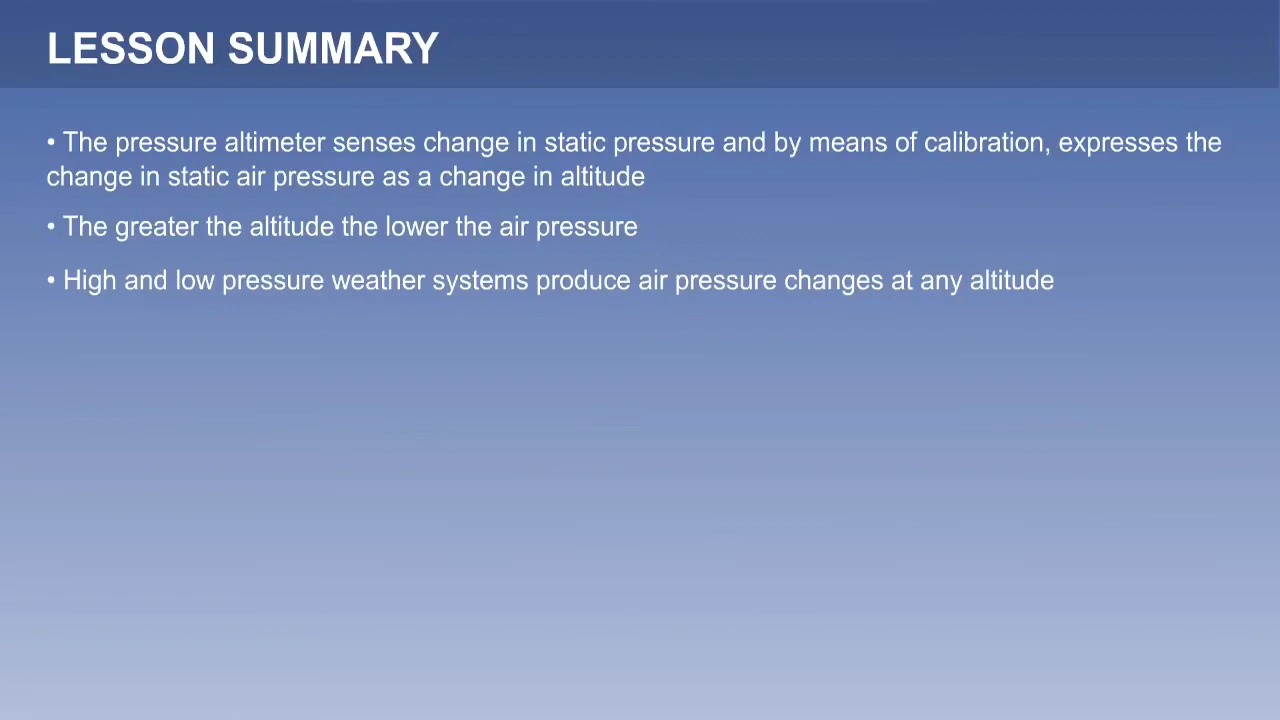 LESSON SUMMARY
• The pressure altimeter senses change in static pressure and by means of calibration, expresses the
change in static air pressure as a change in altitude
• The greater the altitude the lower the air pressure
• High and low pressure weather systems produce air pressure changes at any altitude